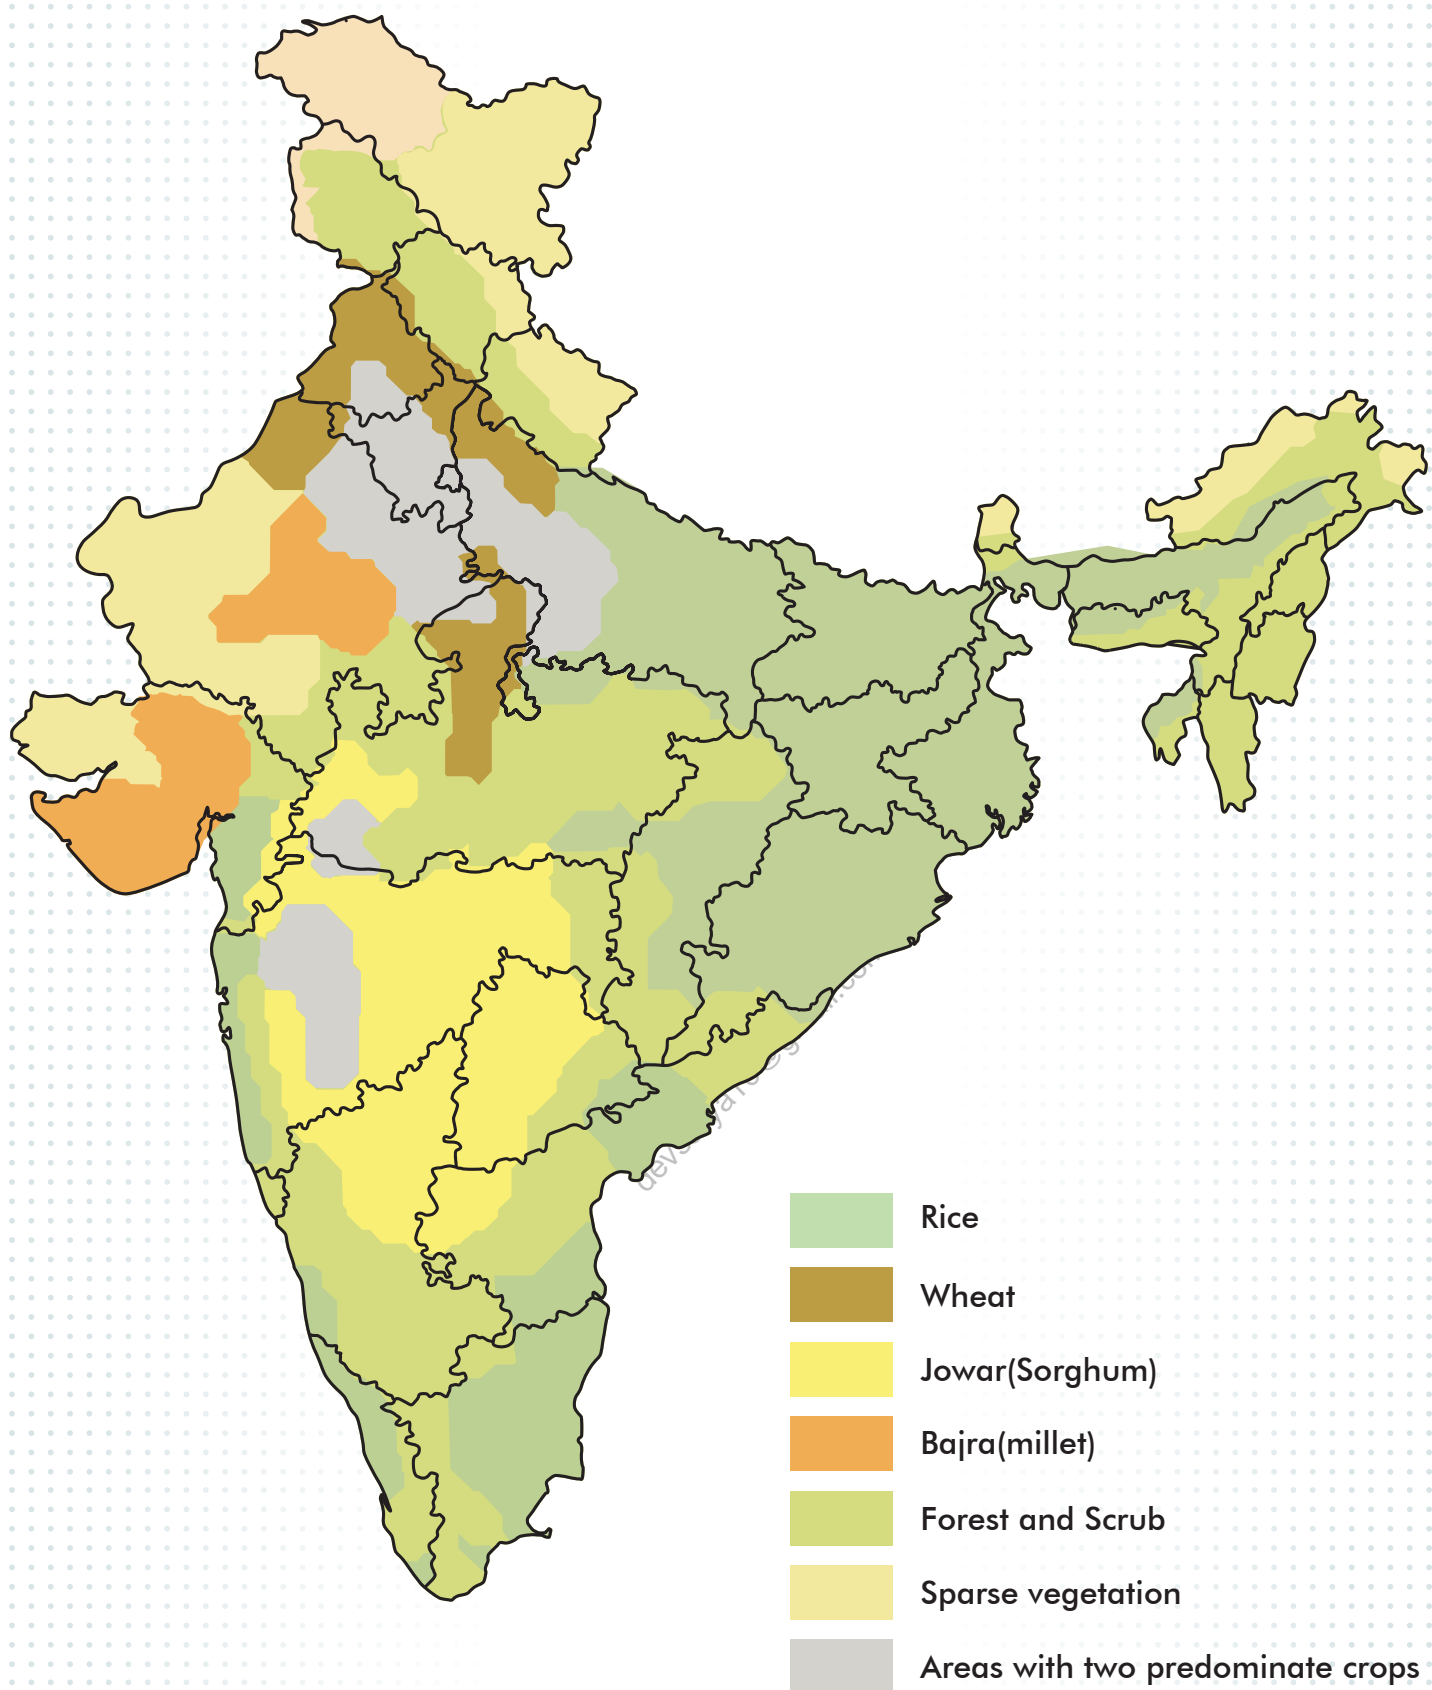 Rice
Wheat
Jowar(Sorghum)
Bajra(millet)
Forest and Scrub
Sparse vegetation
Areas with two predominate crops